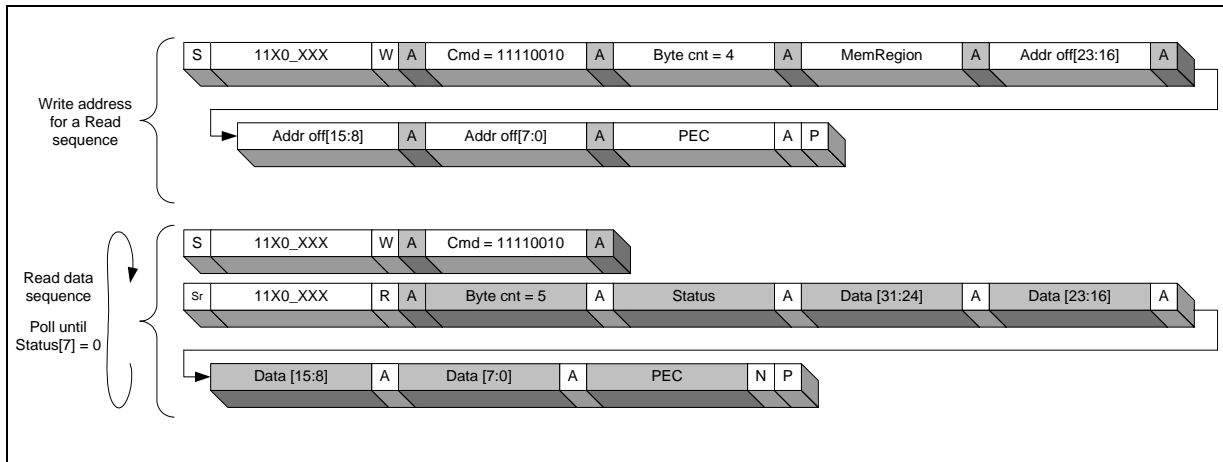 S 11X0_XXX W A Cmd = 11110010 A Byte cnt = 4 A MemRegion A Addr off[23:16] A
Write address
for a Read
sequence
Addr off[15:8] A Addr off[7:0] A PEC A P
S 11X0_XXX W A Cmd = 11110010 A
Read data
sequence
Poll until
Status[7] = 0
Sr 11X0_XXX R A Byte cnt = 5 A Status A Data [31:24] A Data [23:16] A
Data [15:8] A Data [7:0] A PEC N P